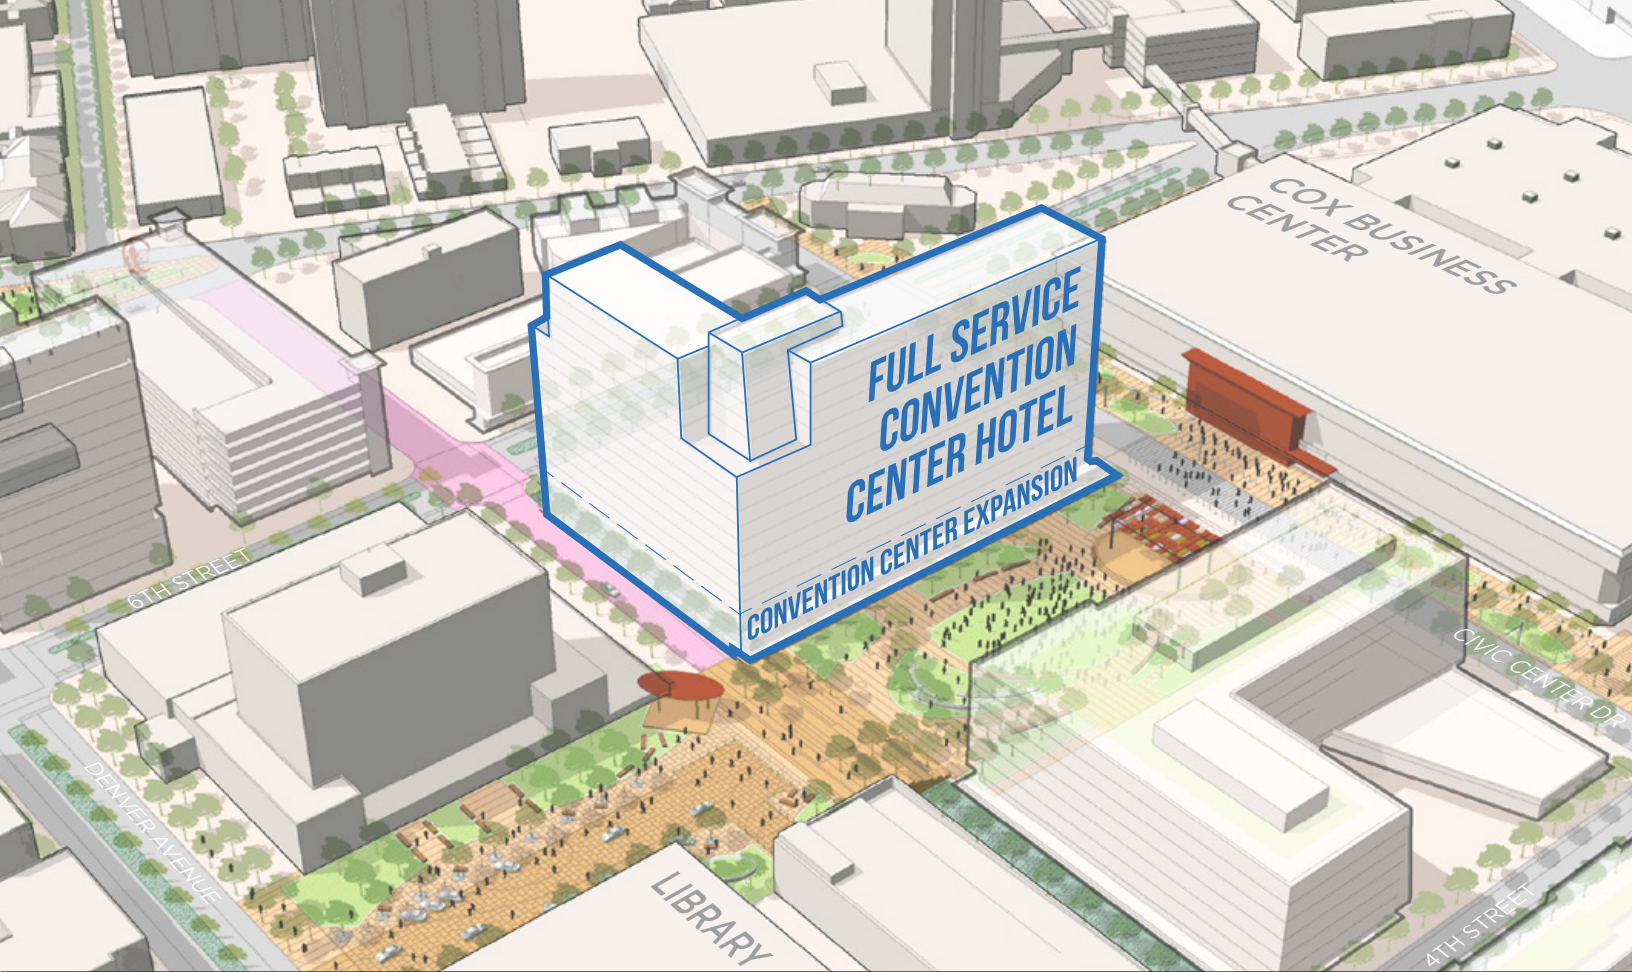 COX BUSINESS
CENTER
FULL SERVICE
CONVENTION
CENTER HOTEL
CONVENTION CENTER EXPANSION
6TH STREET
CIVIC CENTER DR
DENVER AVENUE
LIBRARY
4TH STREET